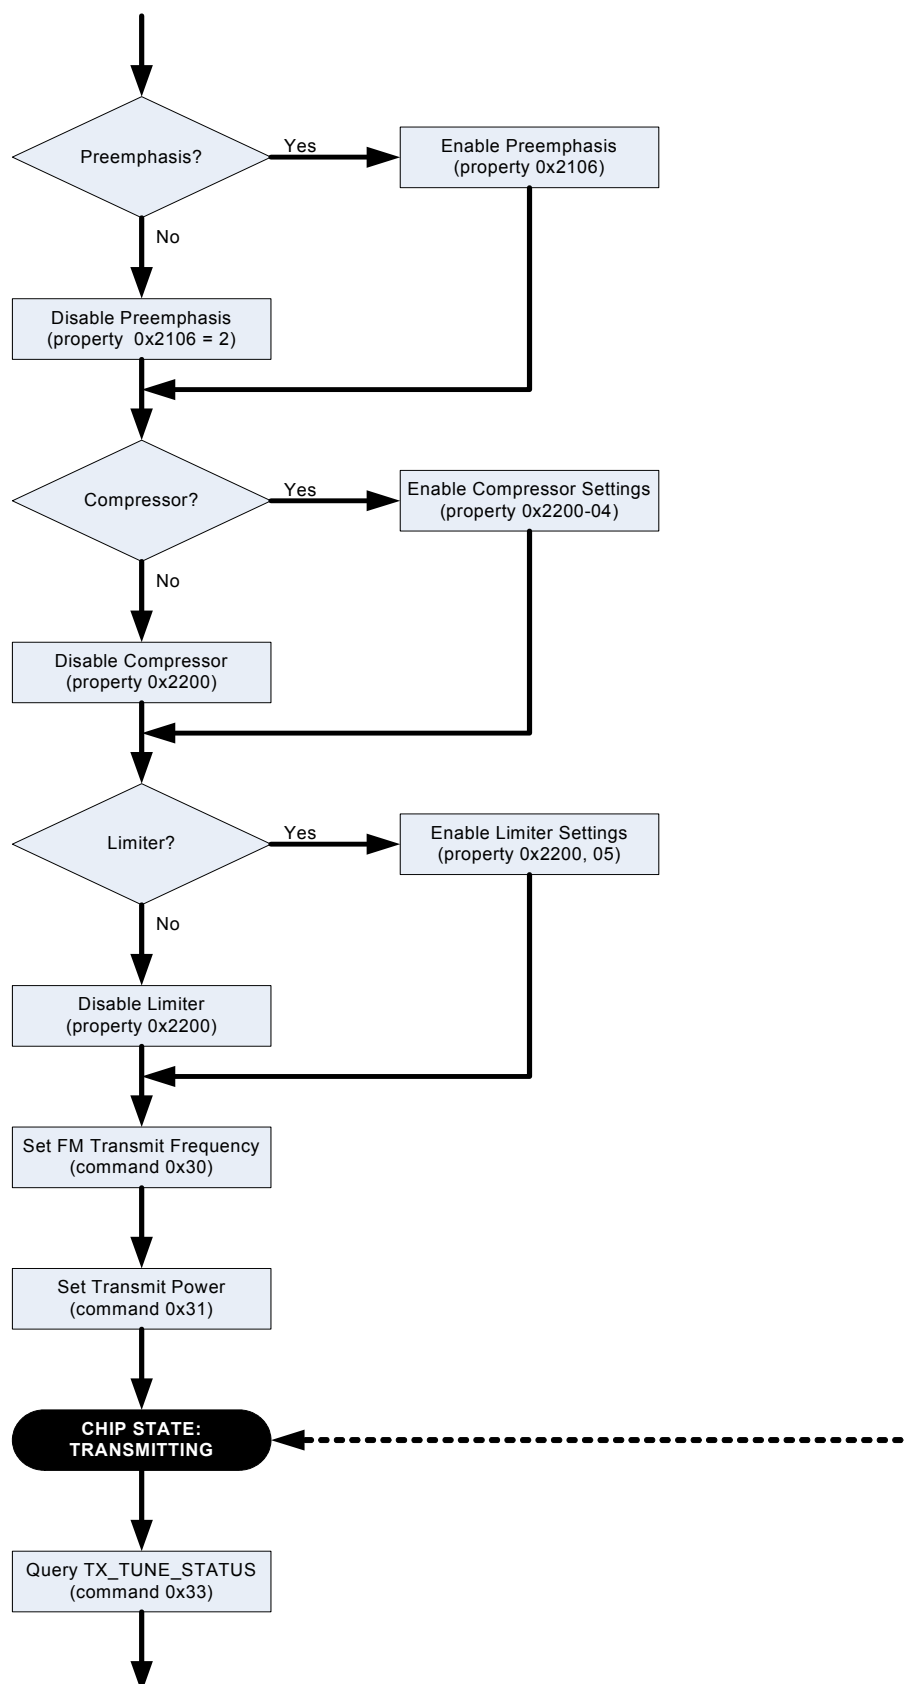 Preemphasis?
Yes
Enable Preemphasis
(property 0x2106)
No
Disable Preemphasis
(property  0x2106 = 2)
Compressor?
Yes
Enable Compressor Settings
(property 0x2200-04)
No
Disable Compressor
(property 0x2200)
Limiter?
Yes
Enable Limiter Settings
(property 0x2200, 05)
No
Disable Limiter
(property 0x2200)
Set FM Transmit Frequency
(command 0x30)
Set Transmit Power
(command 0x31)
CHIP STATE:
TRANSMITTING
Query TX_TUNE_STATUS
(command 0x33)